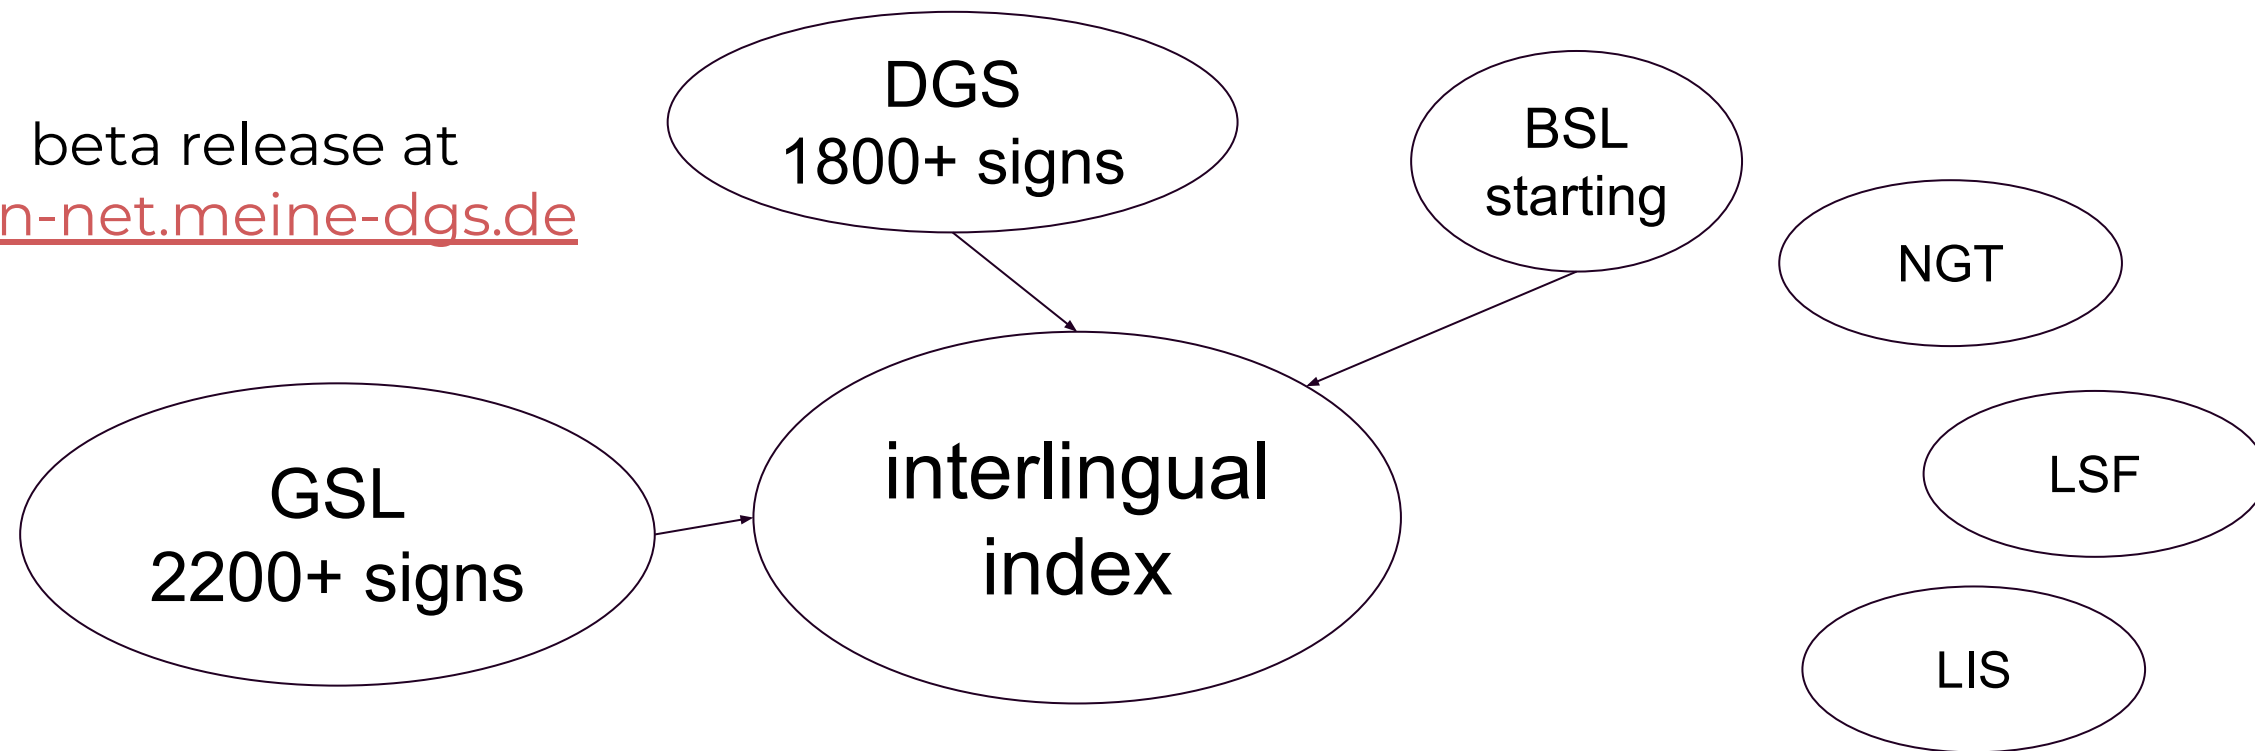 beta release at
n-net.meine-dgs.de
DGS
1800+ signs
BSL
starting
NGT
GSL
2200+ signs
interlingual
index
LSF
LIS